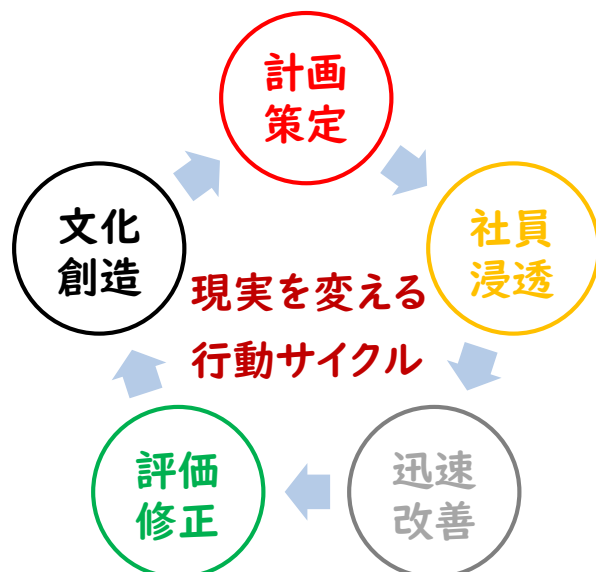 計画
策定
社員
浸透
迅速
改善
評価
修正
文化
創造
現実を変える
行動サイクル